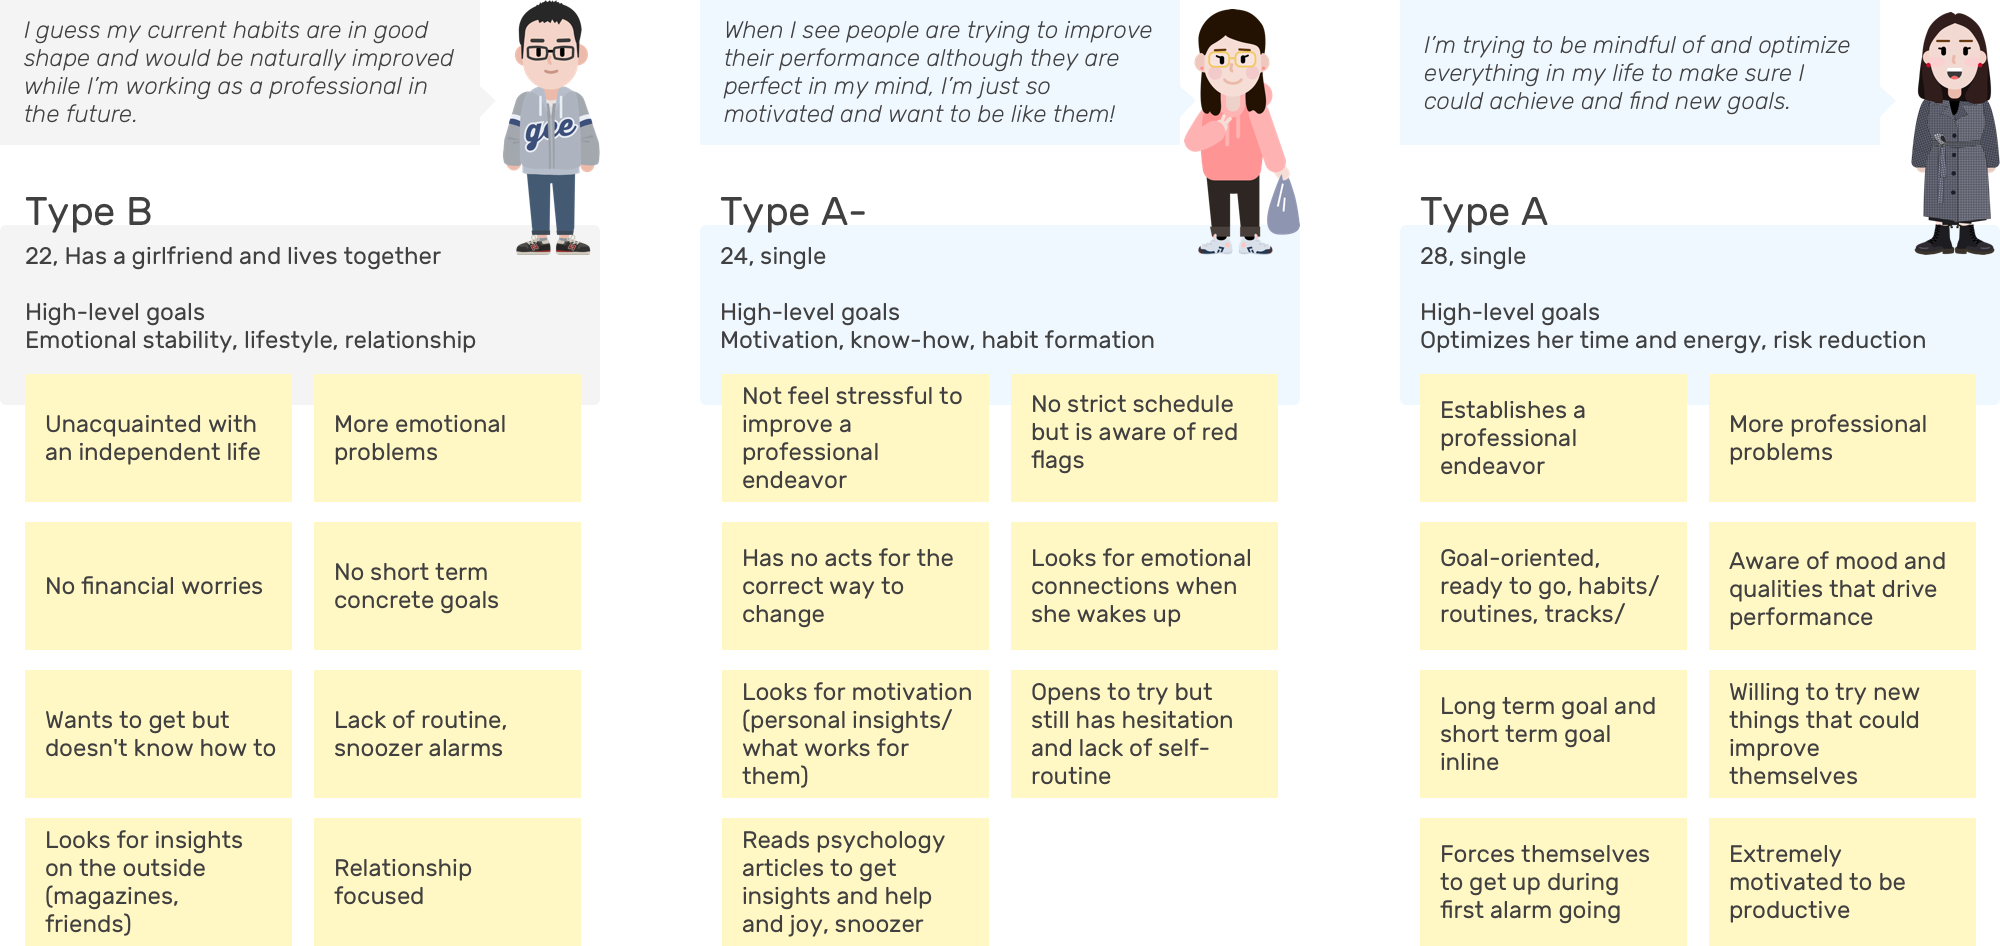 I guess my current habits are in good
shape and would be naturally improved
while I'm working as a professional in
the future.
gee
Type B
22, Has a girlfriend and lives together
High-level goals
Emotional stability, lifestyle, relationship
Unacquainted with
an independent life
More emotional
problems
No financial worries
No short term
concrete goals
Wants to get but
doesn't know how to
Lack of routine,
snoozer alarms
Looks for insights
on the outside
(magazines,
friends)
Relationship
focused
When I see people are trying to improve
their performance although they are
perfect in my mind, I'm just so
motivated and want to be like them!
Type A-
24, single
High-level goals
Motivation, know-how, habit formation
Not feel stressful to
improve a
professional
endeavor
No strict schedule
but is aware of red
flags
Has no acts for the
correct way to
change
Looks for emotional
connections when
she wakes up
Looks for motivation
(personal insights/
what works for
them)
Opens to try but
still has hesitation
and lack of self-
routine
Reads psychology
articles to get
insights and help
and joy, snoozer
I'm trying to be mindful of and optimize
everything in my life to make sure I
could achieve and find new goals.
Type A
28, single
High-level goals
Optimizes her time and energy, risk reduction
Establishes a
professional
endeavor
More professional
problems
Goal-oriented,
ready to go, habits/
routines, tracks/
Aware of mood and
qualities that drive
performance
Long term goal and
short term goal
inline
Willing to try new
things that could
improve
themselves
Forces themselves
to get up during
first alarm going
Extremely
motivated to be
productive